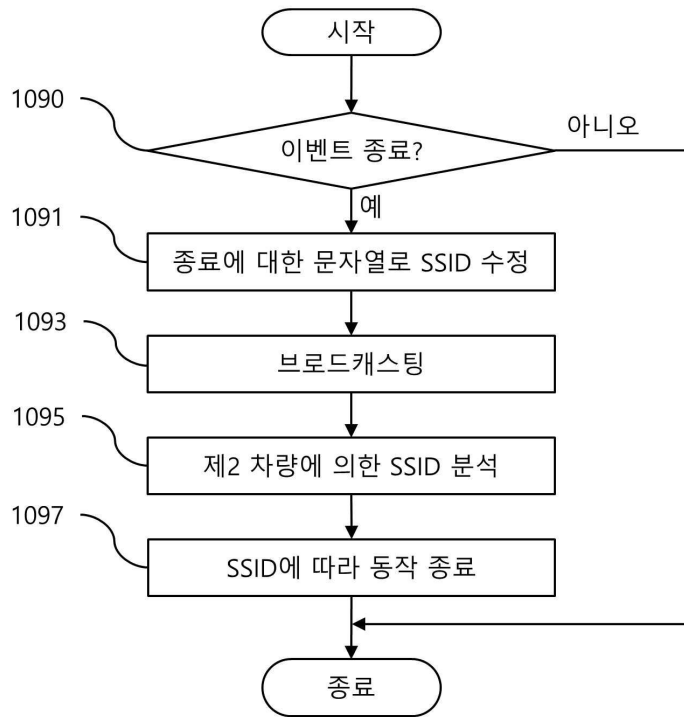 시작
1090
이벤트 종료?
아니오
예
1091
종료에 대한 문자열로 SSID 수정
1093
브로드캐스팅
1095
제2 차량에 의한 SSID 분석
1097
SSID에 따라 동작 종료
종료